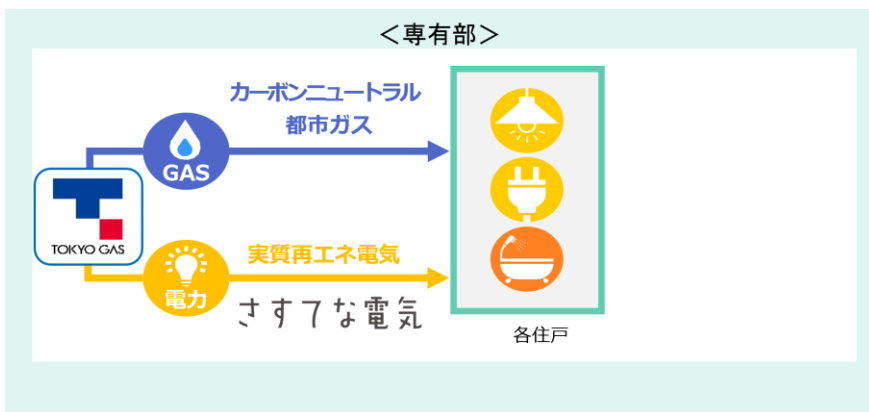 ＜専有部＞
カーボンニュートラル
都市ガス
GAS
TOKYO GAS
実質再エネ電気
電力
さすてな電気
各住戸